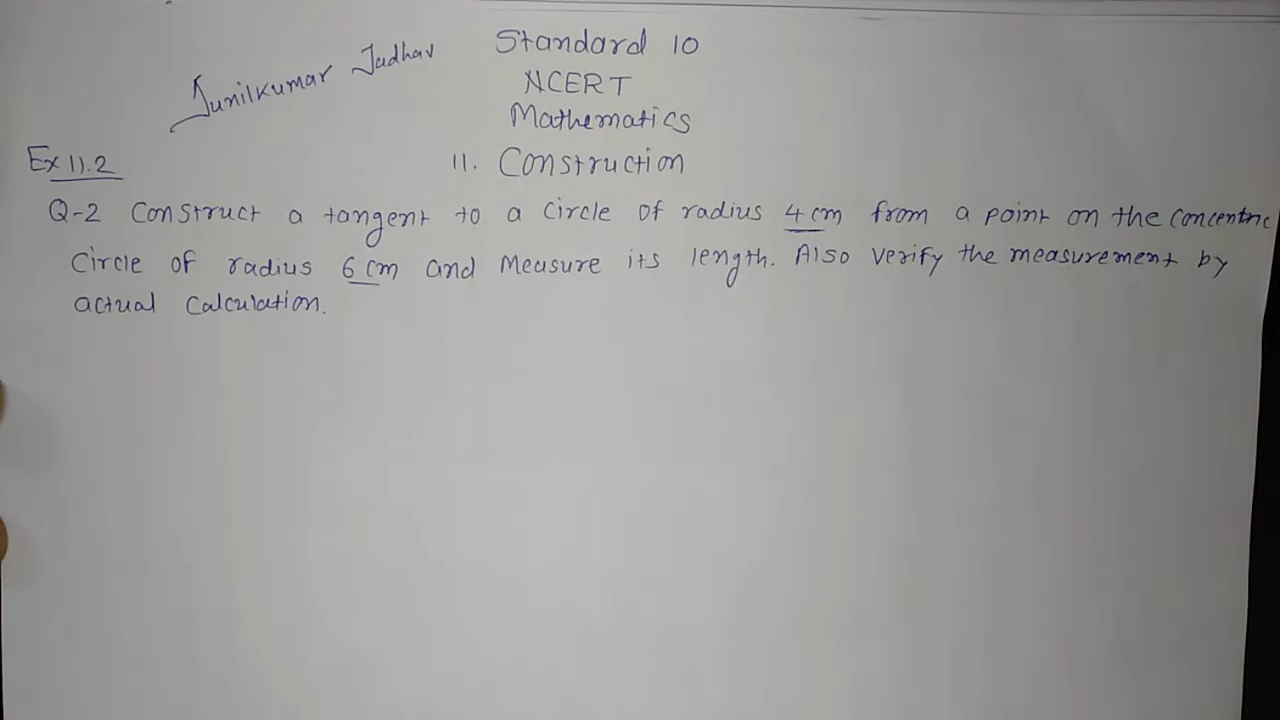 Sunilkumar Jadhav
Standard 10
NCERT
Mathematics
Ex 11.2
11. Construction
Q-2 Construct a tangent to a circle of radius 4 cm from a point on the concentric
circle of radius 6 cm and Measure its length. Also verify the measurement by
actual calculation.